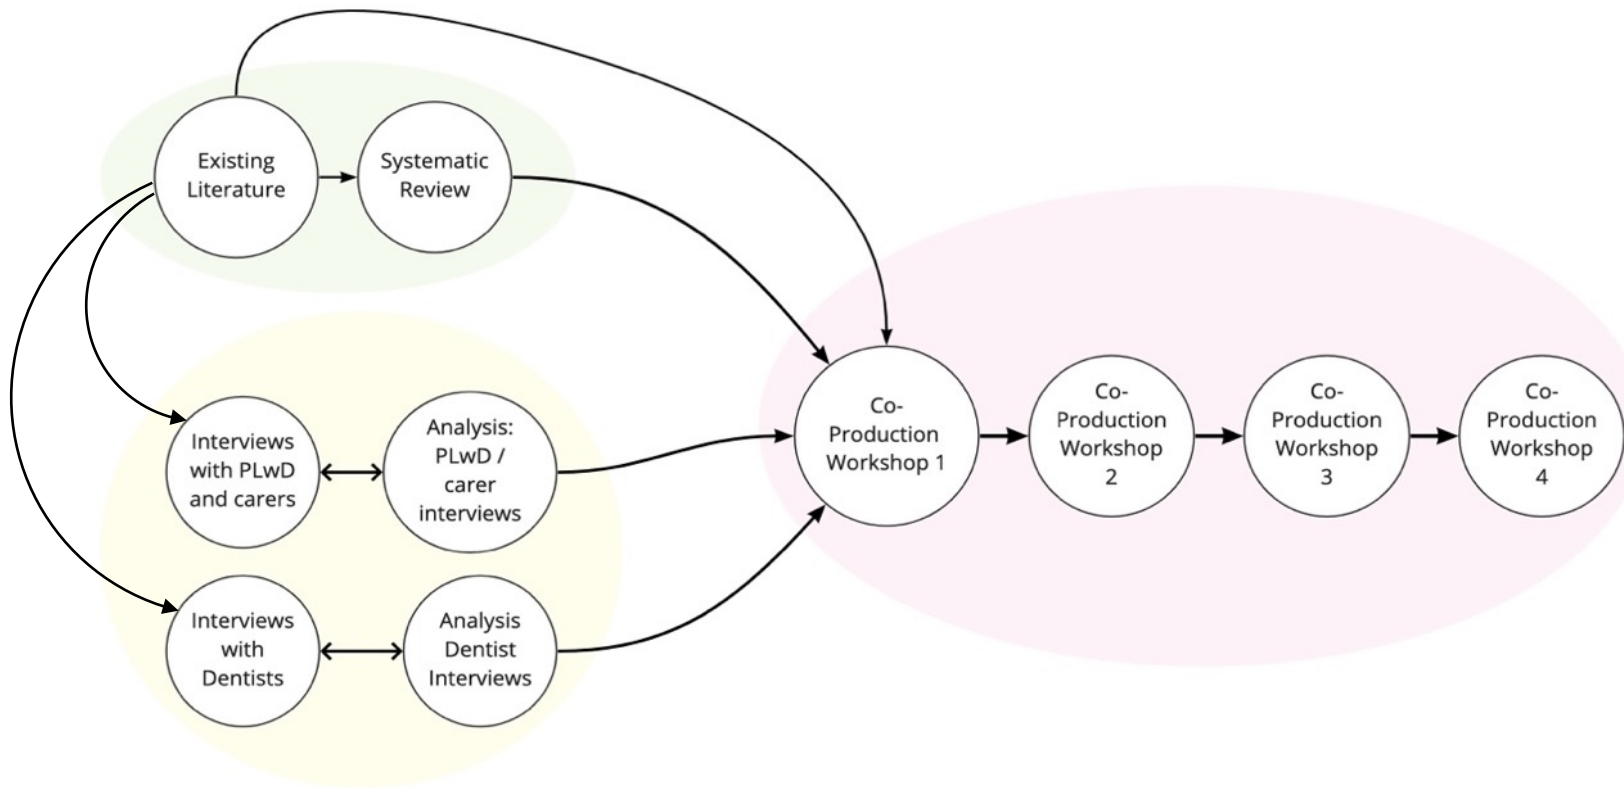 Existing
Literature
Systematic
Review
Interviews
with PLwD
and carers
Analysis:
PLwD /
carer
interviews
Interviews
with
Dentists
Analysis
Dentist
Interviews
Co-
Production
Workshop 1
Co-
Production
Workshop
2
Co-
Production
Workshop
3
Co-
Production
Workshop
4